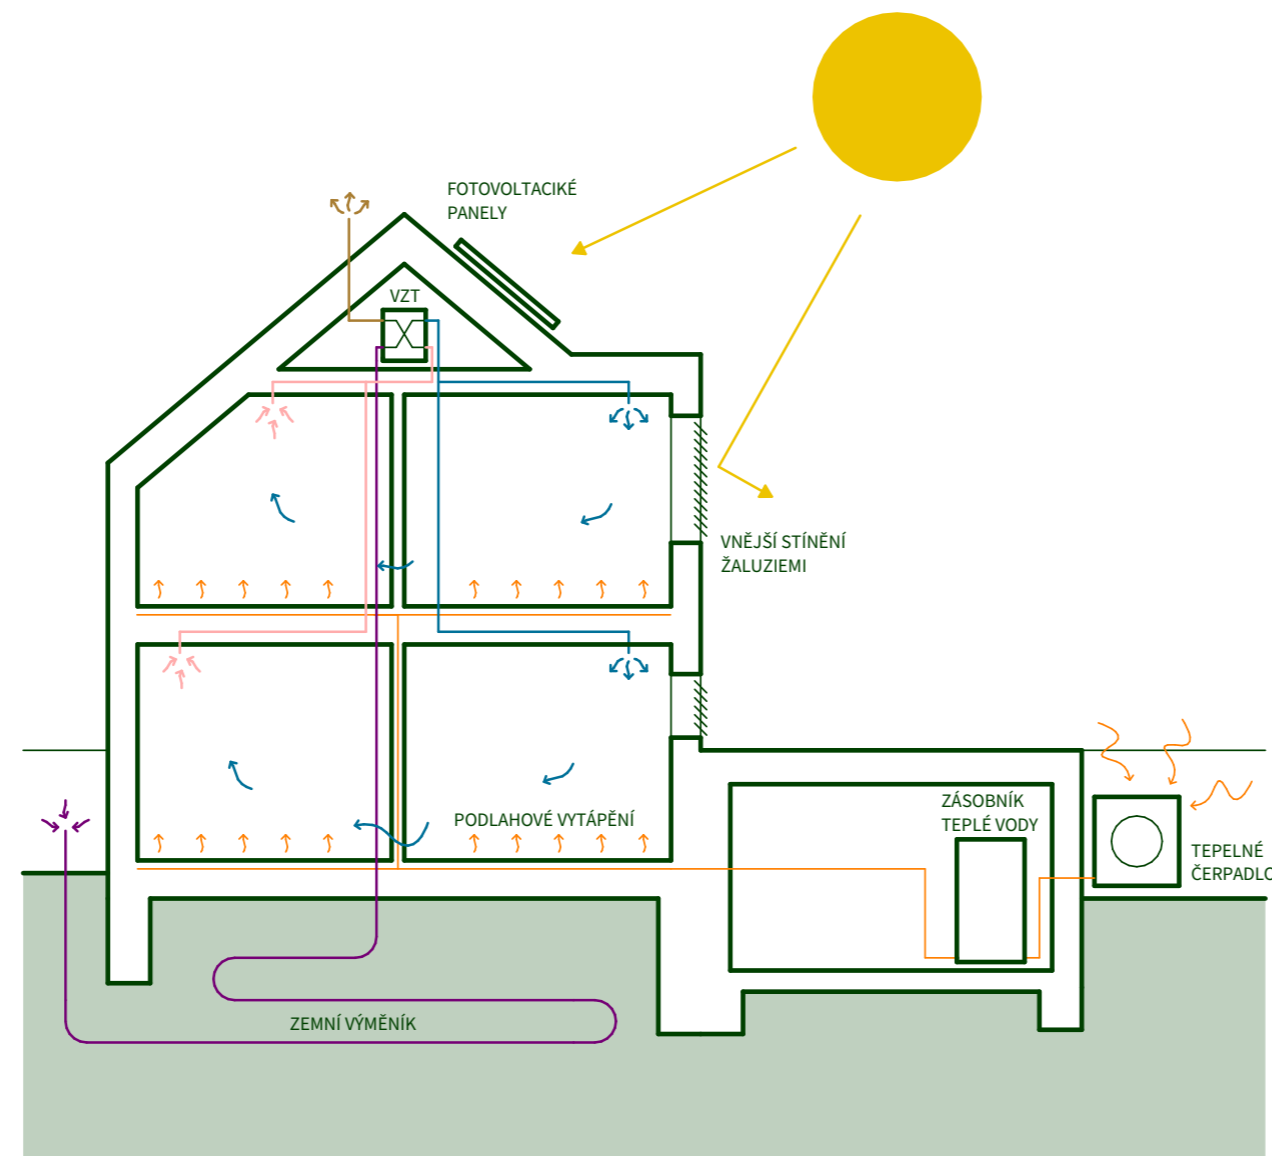 FOTOVOLTACIKÉ
PANELY
VZT
VNĚJŠÍ STÍNĚNÍ
ŽALUZIEMI
ZÁSOBNÍK
TEPLÉ VODY
PODLAHOVÉ VYTÁPĚNÍ
TEPELNÉ
ČERPADLO
ZEMNÍ VÝMĚNÍK